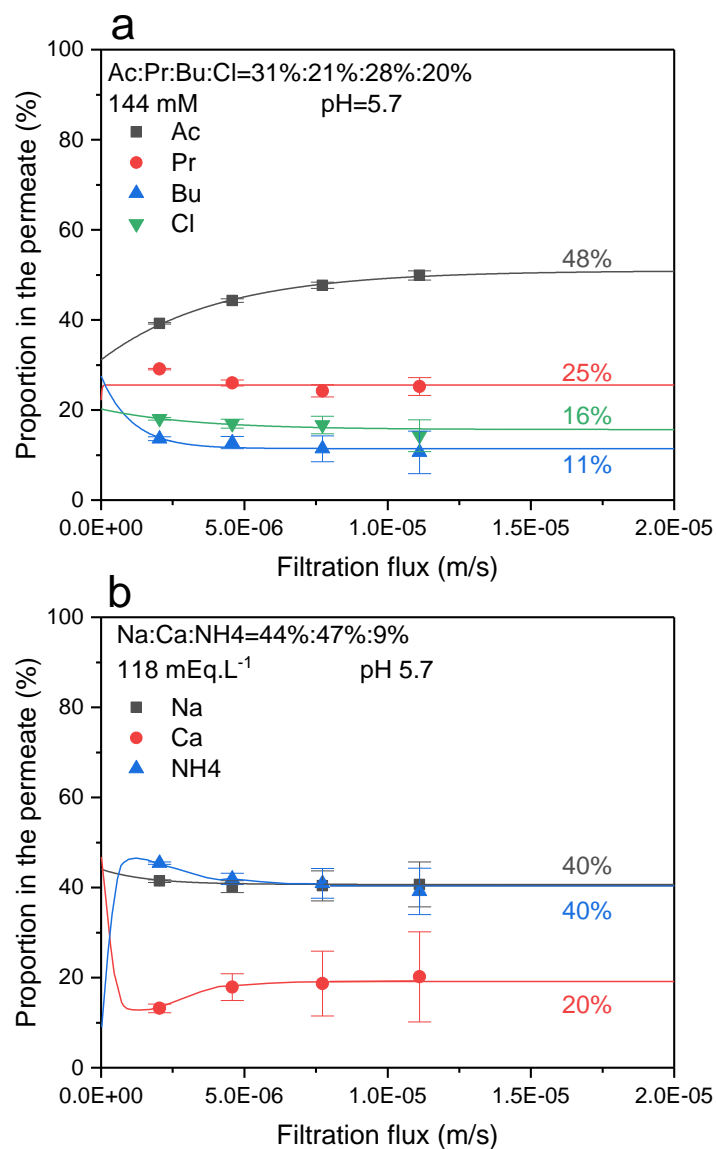 a
100
80
60
40
20
0
Proportion in the permeate (%)
Ac:Pr:Bu:Cl=31%:21%:28%:20%
144 mM pH=5.7
Ac
Pr
Bu
Cl
48%
25%
16%
11%
0.0E+00 5.0E-06 1.0E-05 1.5E-05 2.0E-05
Filtration flux (m/s)
b
100
80
60
40
20
0
Proportion in the permeate (%)
Na:Ca:NH4=44%:47%:9%
118 mEq.L⁻¹ pH 5.7
Na
Ca
NH4
40%
40%
20%
0.0E+00 5.0E-06 1.0E-05 1.5E-05 2.0E-05
Filtration flux (m/s)